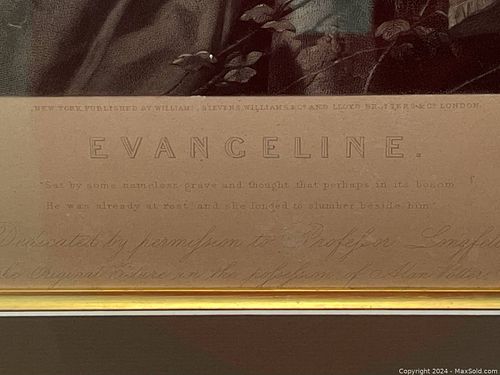 NEW YORK, PUBLISHED BY WILLIAMS, STEVENS, WILLIAMS & Cº AND LLOYD BROTHERS & Cº LONDON.
EVANGELINE.
"Sat by some nameless grave and thought that perhaps in its bosom
He was already at rest and she longed to slumber beside him"
Dedicated by permission to Professor Longfel
Original Picture in the possession of
Copyright © 2024 - MaxSold.com